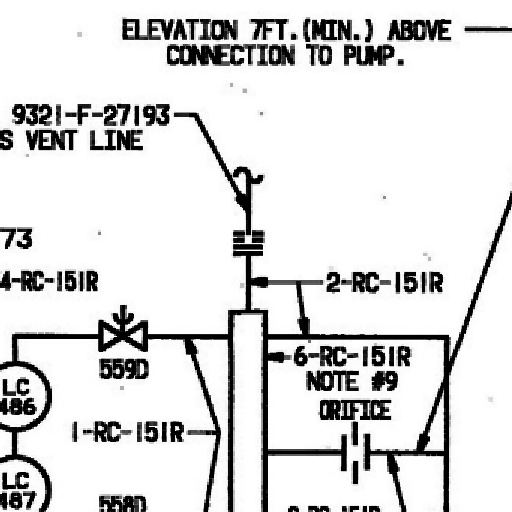 ELEVATION 7FT.(MIN.) ABOVE
CONNECTION TO PUMP.
9321-F-27193
S VENT LINE
73
4-RC-151R
2-RC-151R
559D
6-RC-151R
NOTE #9
ORIFICE
LC
486
1-RC-151R
LC
487
558D